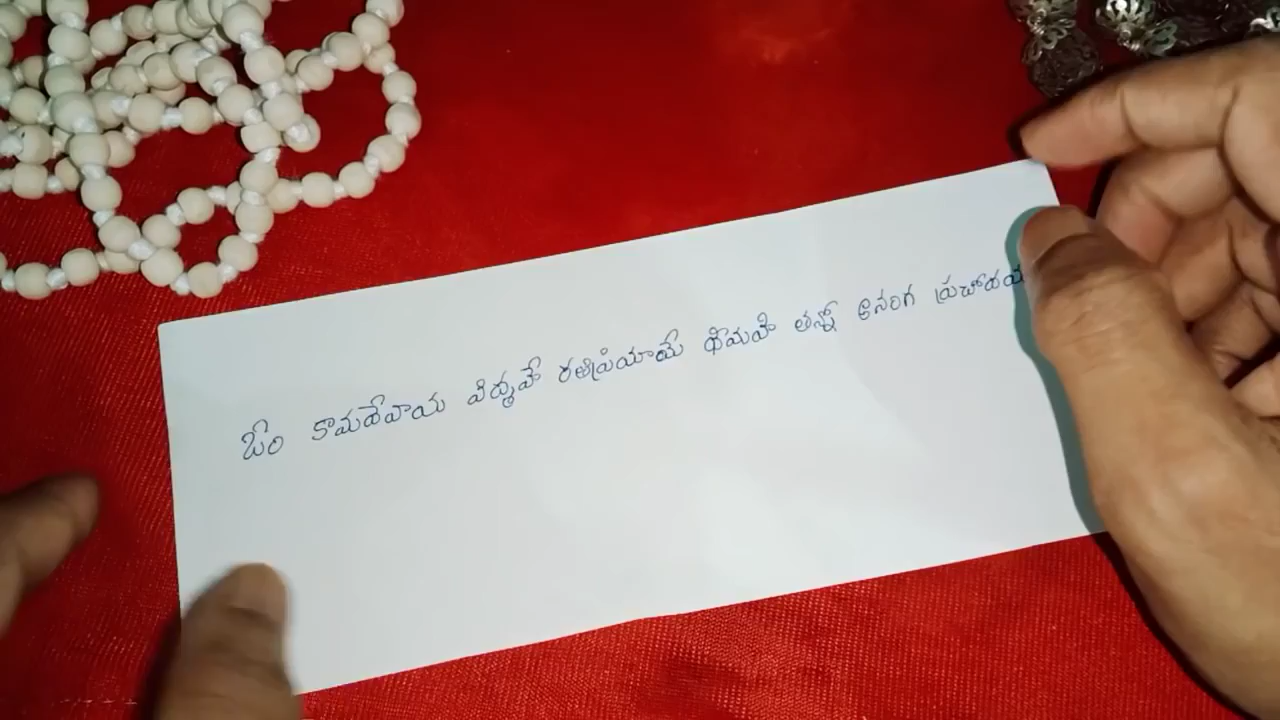 ఓం కామదేవాయ విద్మహే రతిప్రియాయే ధీమహి తన్నో అనంగ ప్రచోదయ